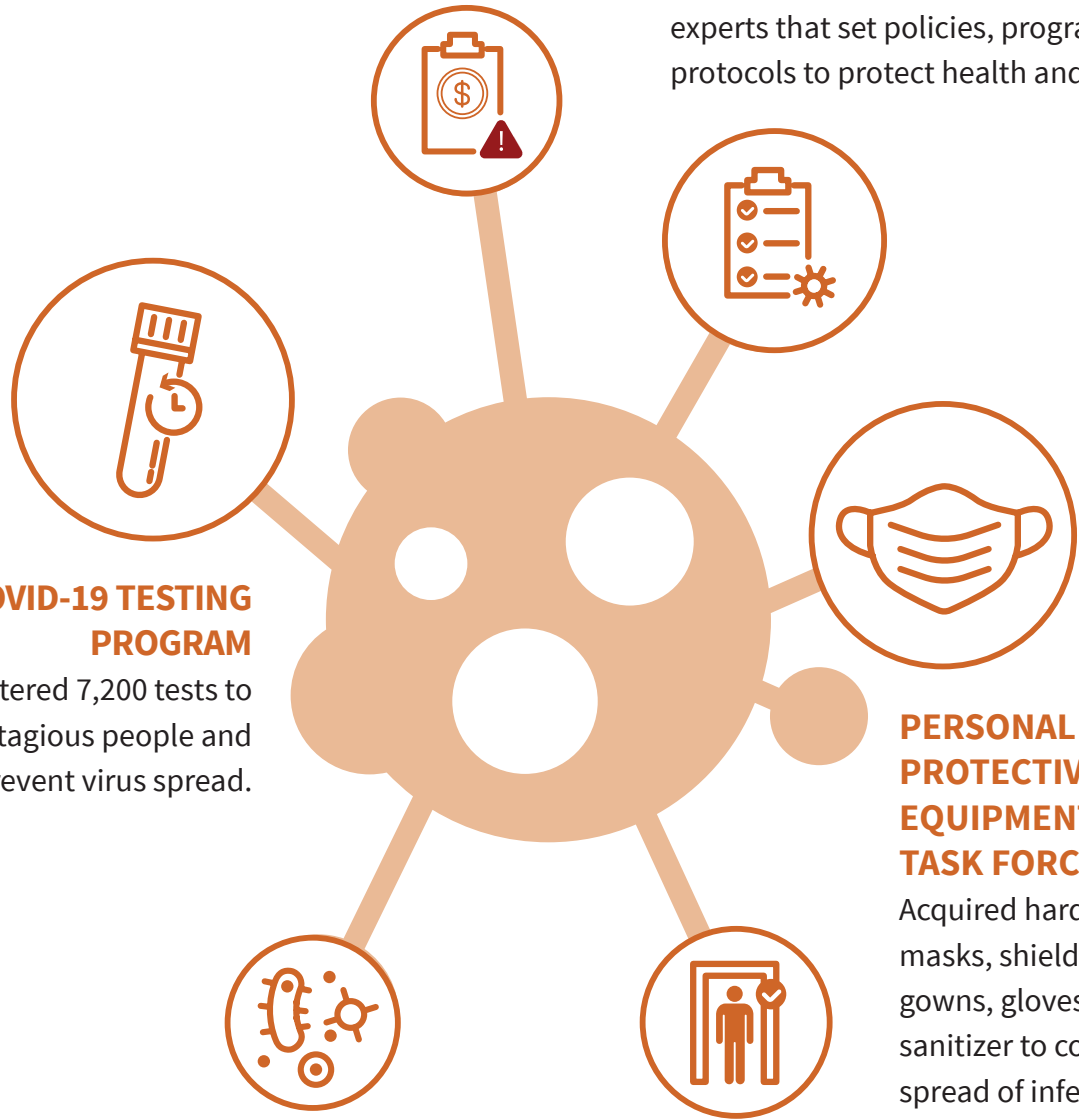 experts that set policies, progra
protocols to protect health and
$
!
OVID-19 TESTING
PROGRAM
tered 7,200 tests to
tagious people and
revent virus spread.
PERSONAL
PROTECTIV
EQUIPMENT
TASK FORC
Acquired hard
masks, shield
gowns, gloves
sanitizer to co
spread of infe